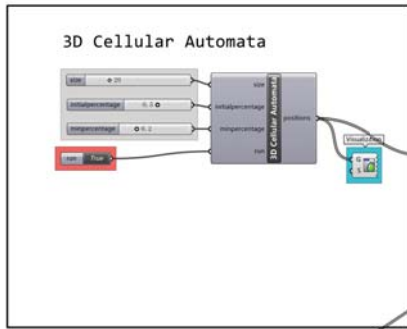 3D Cellular Automata
size 20
size
initialpercentage 0.3
initialpercentage
minpercentage 0.2
minpercentage
run True
run
3D Cellular Automata
positions
Visualization
G
S